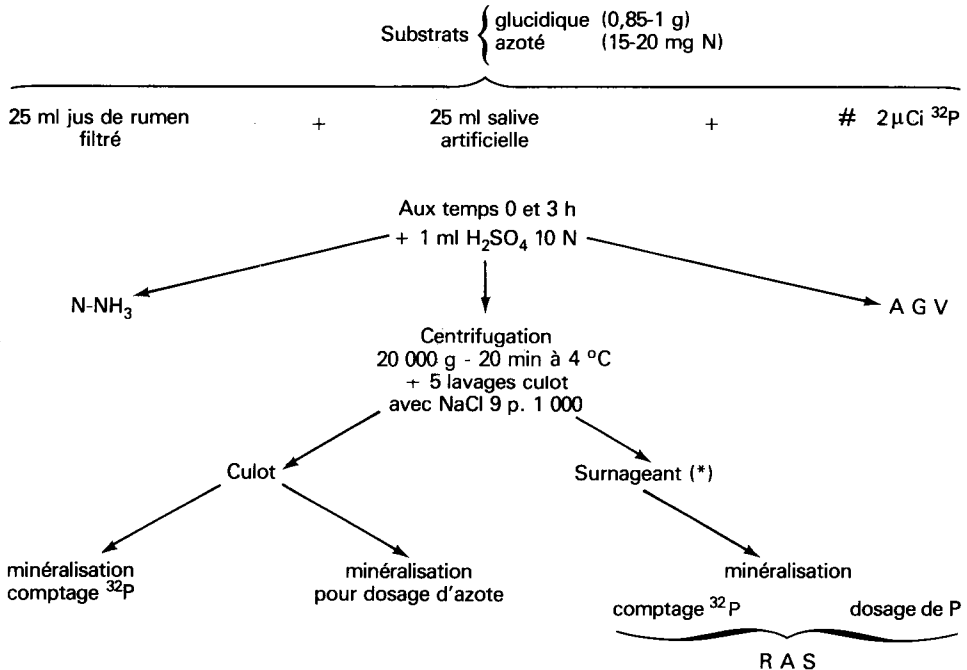 Substrats { glucidique (0,85-1 g)
azoté (15-20 mg N)
25 ml jus de rumen + 25 ml salive + # 2 µCi ³²P
filtré artificielle
Aux temps 0 et 3 h
+ 1 ml H₂SO₄ 10 N
N-NH₃ A G V
Centrifugation
20 000 g - 20 min à 4 °C
+ 5 lavages culot
avec NaCl 9 p. 1 000
Culot Surnageant (*)
minéralisation minéralisation minéralisation
comptage ³²P pour dosage d'azote
comptage ³²P dosage de P
R A S